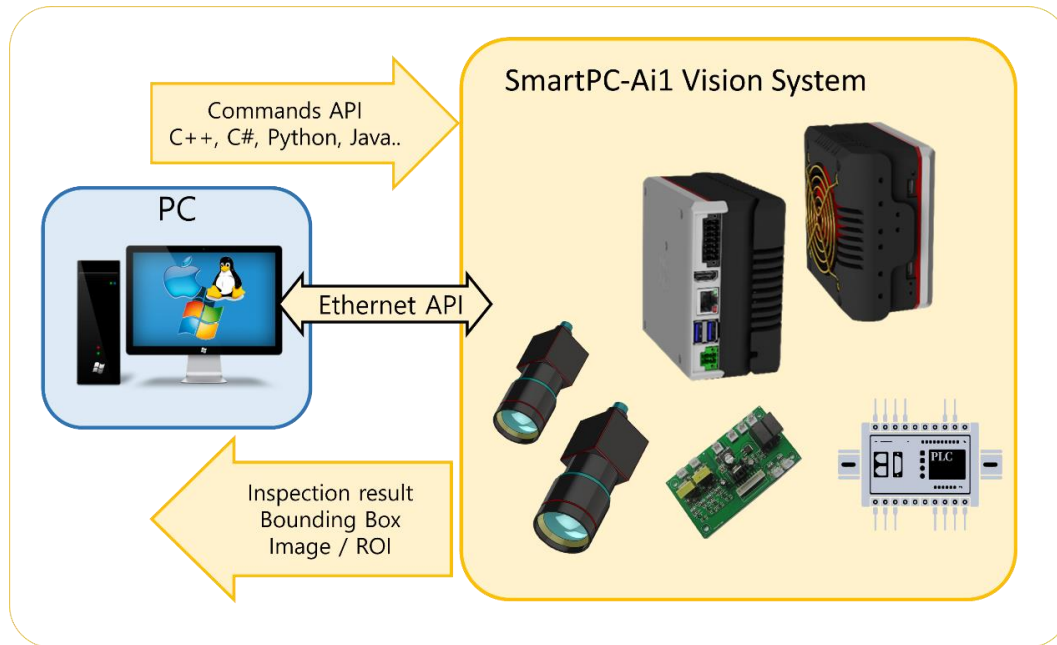 SmartPC-Ai1 Vision System
Commands API
C++, C#, Python, Java..
PC
Ethernet API
PLC
Inspection result
Bounding Box
Image / ROI